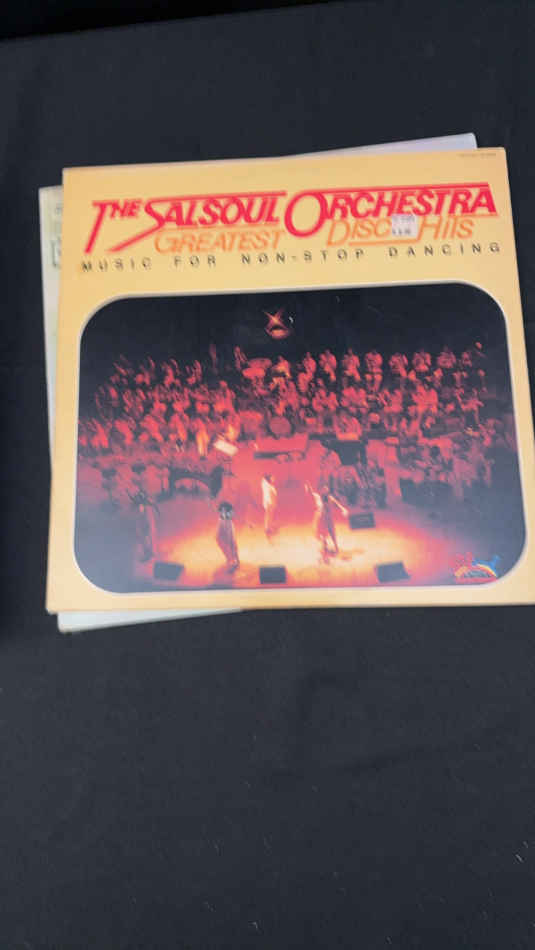 THE SALSOUL ORCHESTRA
GREATEST DISCO HITS
MUSIC FOR NON-STOP DANCING